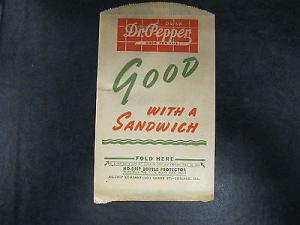 DRINK
Dr. Pepper
GOOD FOR LIFE!
GOOD
WITH A
SANDWICH
FOLD HERE
NO-DRIP BOTTLE PROTECTOR